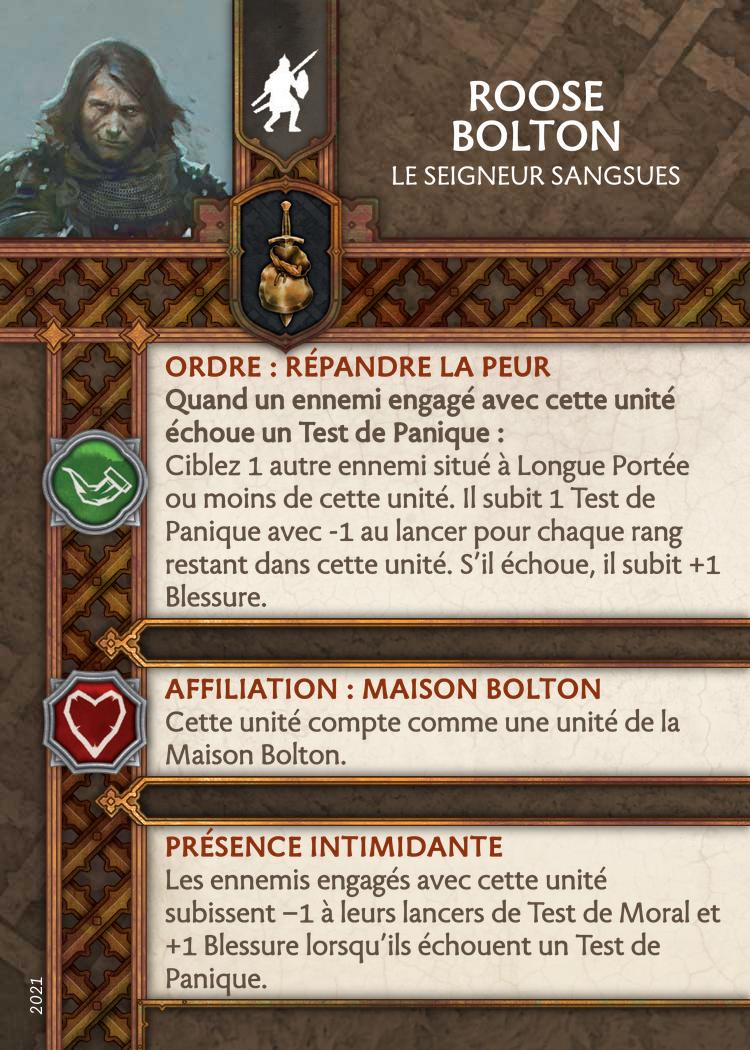 ROOSE
BOLTON
LE SEIGNEUR SANGSUES
ORDRE : RÉPANDRE LA PEUR
Quand un ennemi engagé avec cette unité
échoue un Test de Panique :
Ciblez 1 autre ennemi situé à Longue Portée
ou moins de cette unité. Il subit 1 Test de
Panique avec -1 au lancer pour chaque rang
restant dans cette unité. S'il échoue, il subit +1
Blessure.
AFFILIATION : MAISON BOLTON
Cette unité compte comme une unité de la
Maison Bolton.
PRÉSENCE INTIMIDANTE
Les ennemis engagés avec cette unité
subissent –1 à leurs lancers de Test de Moral et
+1 Blessure lorsqu'ils échouent un Test de
Panique.
2021